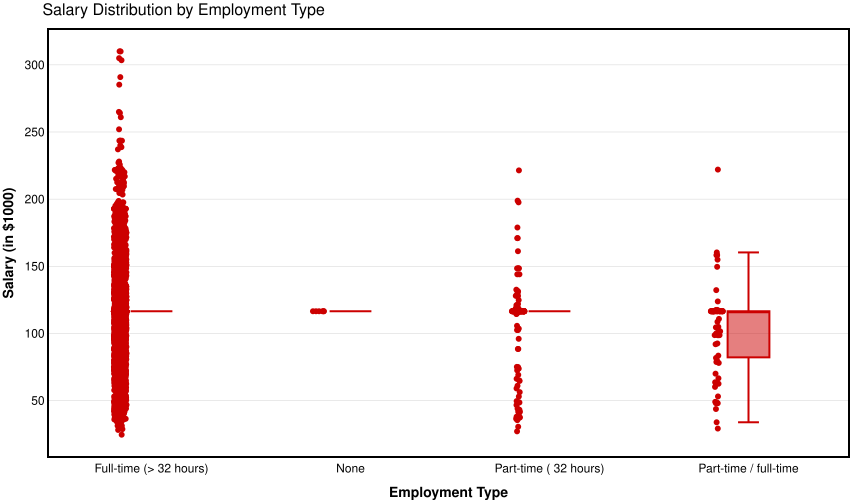 Salary Distribution by Employment Type
Salary (in $1000)
300
250
200
150
100
50
Full-time (> 32 hours)
None
Part-time ( 32 hours)
Part-time / full-time
Employment Type